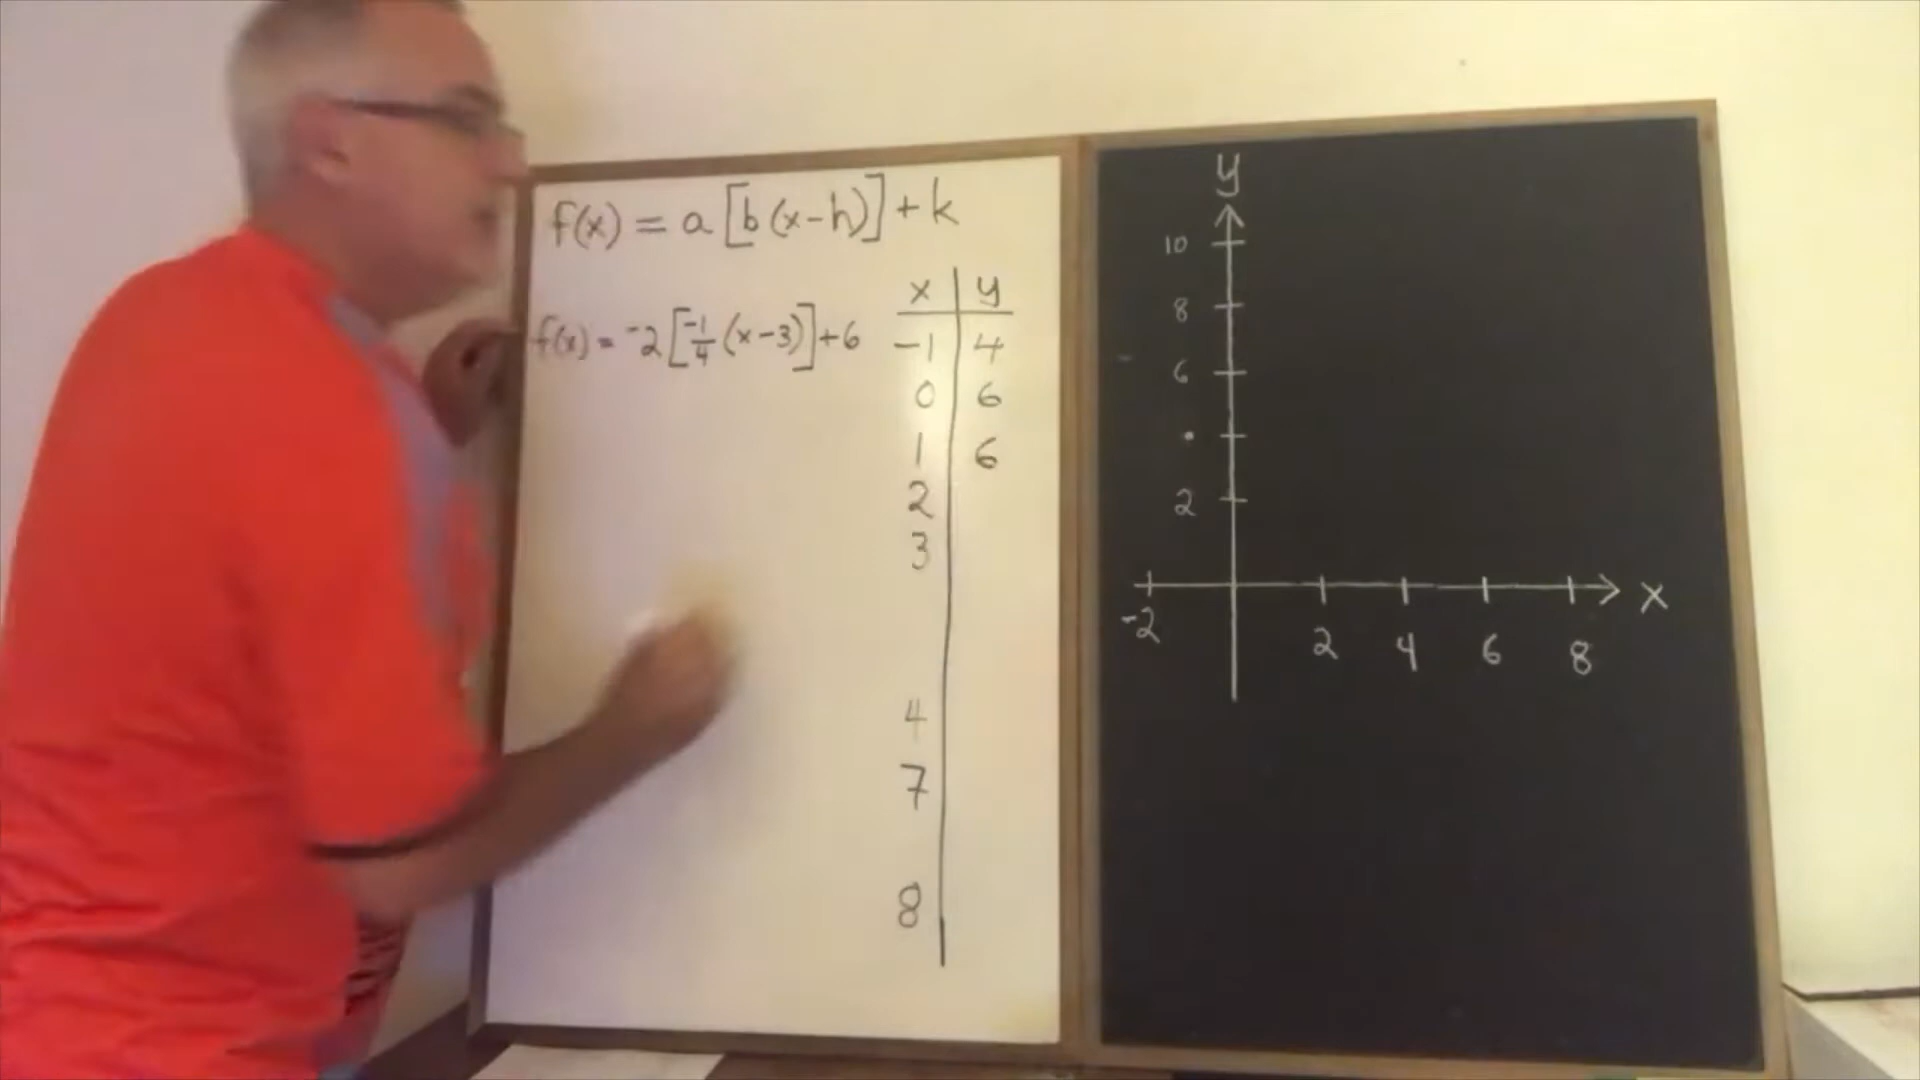 f(x) = a [b(x-h)] + k
f(x) = -2 [-1/4 (x-3)] + 6
x y
-1 4
0 6
1 6
2
3
4
7
8
y
10
8
6
2
x
-2 2 4 6 8